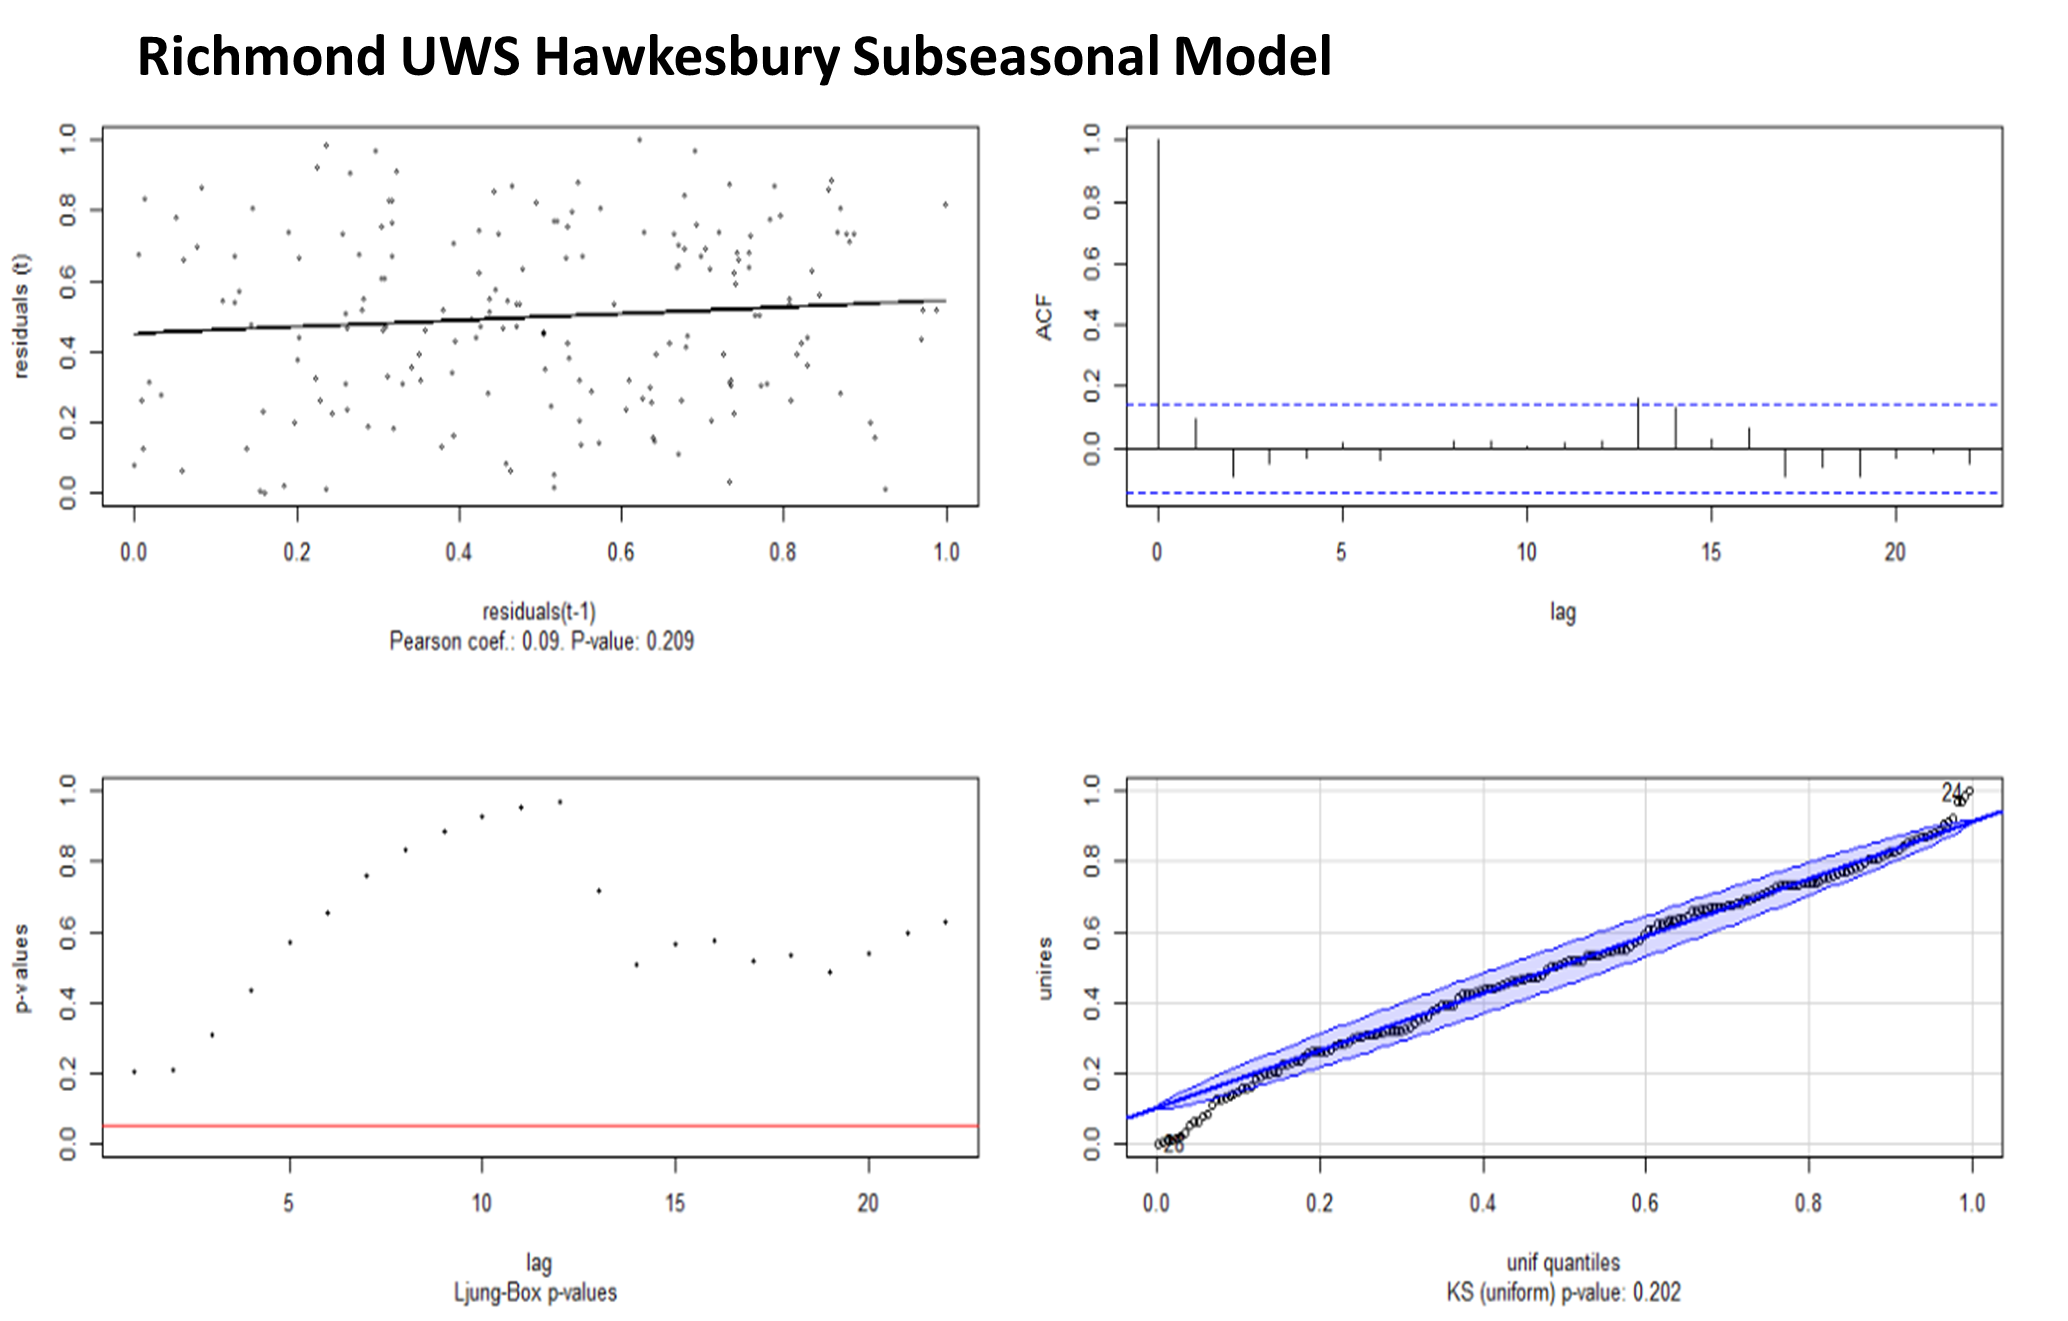 Richmond UWS Hawkesbury Subseasonal Model
residuals (t)
1.0
0.8
0.6
0.4
0.2
0.0
0.0 0.2 0.4 0.6 0.8 1.0
residuals(t-1)
Pearson coef.: 0.09. P-value: 0.209
ACF
1.0
0.8
0.6
0.4
0.2
0.0
0 5 10 15 20
lag
p-values
1.0
0.8
0.6
0.4
0.2
0.0
5 10 15 20
lag
Ljung-Box p-values
unires
1.0
0.8
0.6
0.4
0.2
0.0
24
0.0 0.2 0.4 0.6 0.8 1.0
unif quantiles
KS (uniform) p-value: 0.202